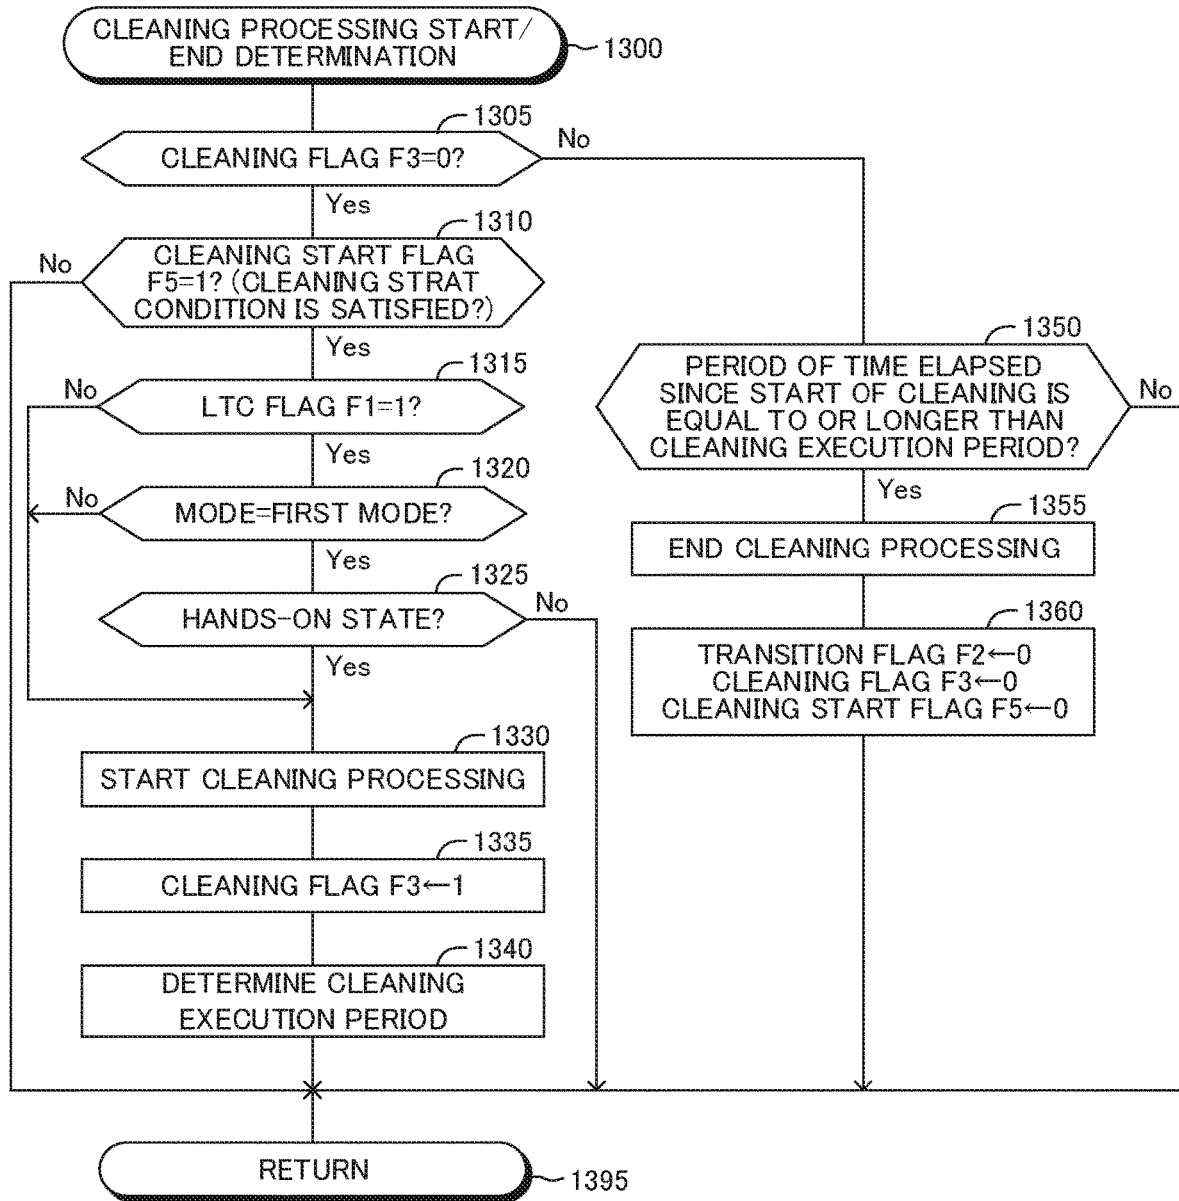 CLEANING PROCESSING START/
END DETERMINATION
1300
1305
CLEANING FLAG F3=0?
No
Yes
1310
No
CLEANING START FLAG
F5=1? (CLEANING STRAT
CONDITION IS SATISFIED?)
Yes
1315
No
LTC FLAG F1=1?
Yes
1320
No
MODE=FIRST MODE?
Yes
1325
HANDS-ON STATE?
No
Yes
1330
START CLEANING PROCESSING
1335
CLEANING FLAG F3←1
1340
DETERMINE CLEANING
EXECUTION PERIOD
1350
PERIOD OF TIME ELAPSED
SINCE START OF CLEANING IS
EQUAL TO OR LONGER THAN
CLEANING EXECUTION PERIOD?
No
Yes
1355
END CLEANING PROCESSING
1360
TRANSITION FLAG F2←0
CLEANING FLAG F3←0
CLEANING START FLAG F5←0
RETURN
1395